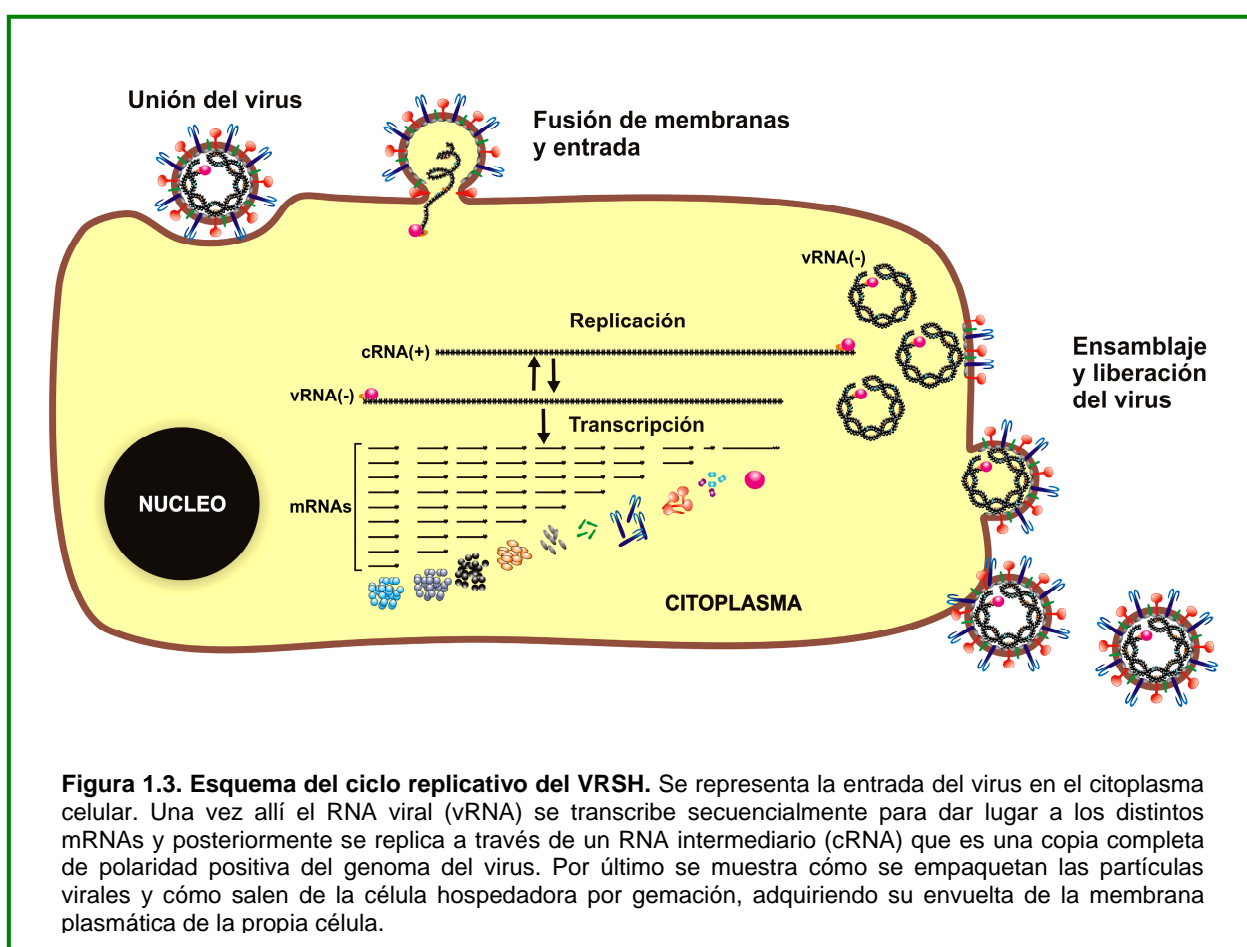 Unión del virus
Fusión de membranas
y entrada
vRNA(-)
Replicación
cRNA(+)
vRNA(-)
Transcripción
Ensamblaje
y liberación
del virus
NUCLEO
mRNAs
CITOPLASMA
Figura 1.3. Esquema del ciclo replicativo del VRSH. Se representa la entrada del virus en el citoplasma
celular. Una vez allí el RNA viral (vRNA) se transcribe secuencialmente para dar lugar a los distintos
mRNAs y posteriormente se replica a través de un RNA intermediario (cRNA) que es una copia completa
de polaridad positiva del genoma del virus. Por último se muestra cómo se empaquetan las partículas
virales y cómo salen de la célula hospedadora por gemación, adquiriendo su envuelta de la membrana
plasmática de la propia célula.